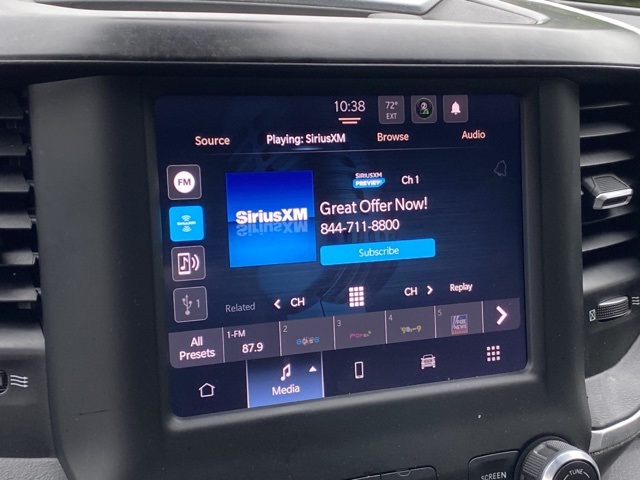 10:38
72°
EXT
Source
Playing: SiriusXM
Browse
Audio
FM
SIRIUSXM
PREVIEW
Ch 1
SiriusXM
Great Offer Now!
844-711-8800
Subscribe
1
Related
CH
CH
Replay
All
Presets
1-FM
87.9
2
3
4
5
Media
SCREEN
TUNE